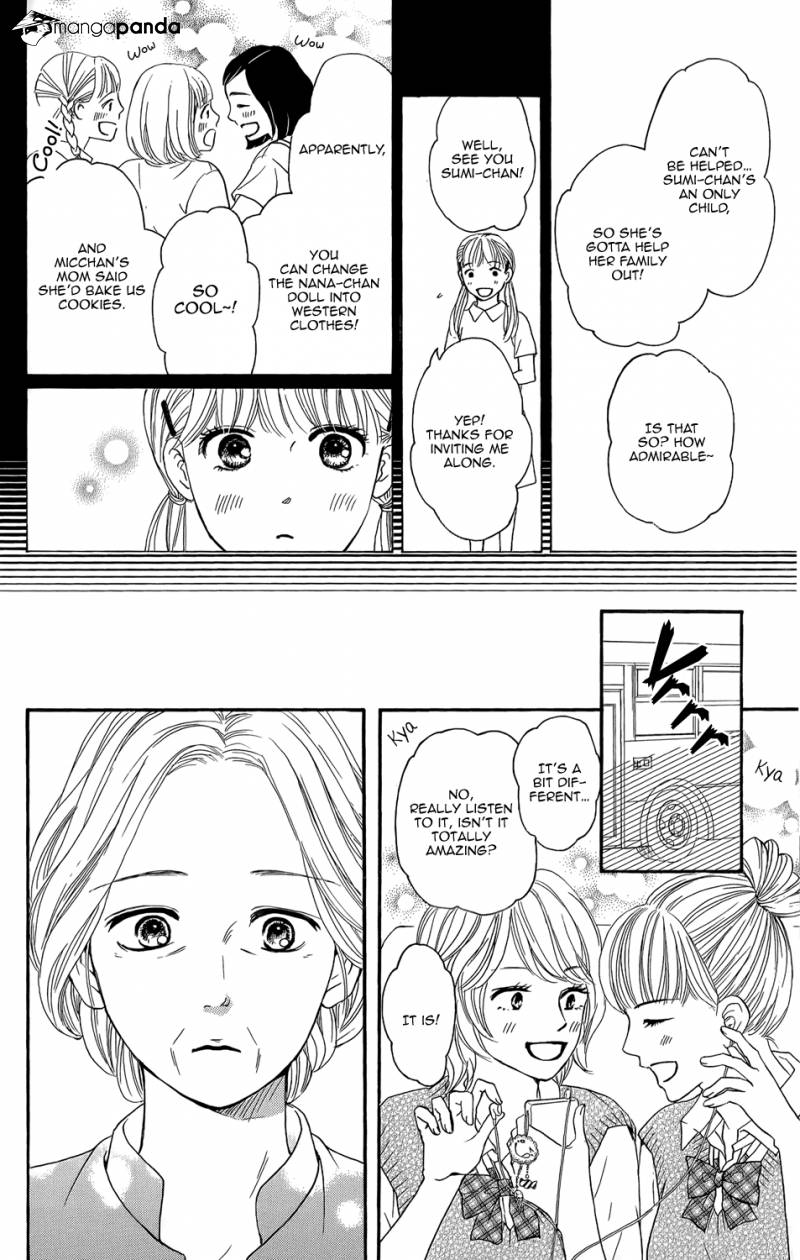 CAN'T
BE HELPED...
SUMI-CHAN'S
AN ONLY
CHILD,
SO SHE'S
GOTTA HELP
HER FAMILY
OUT!
IS THAT
SO? HOW
ADMIRABLE~
WELL,
SEE YOU
SUMI-CHAN!
YEP!
THANKS FOR
INVITING ME
ALONG.
mangapanda
WOW
WOW
Cool!
APPARENTLY,
YOU
CAN CHANGE
THE NANA-CHAN
DOLL INTO
WESTERN
CLOTHES!
SO
COOL~!
AND
MICCHAN'S
MOM SAID
SHE'D BAKE US
COOKIES.
Vrrr
Kya
Kya
IT'S A
BIT DIF-
FERENT...
NO,
REALLY LISTEN
TO IT, ISN'T IT
TOTALLY
AMAZING?
IT IS!